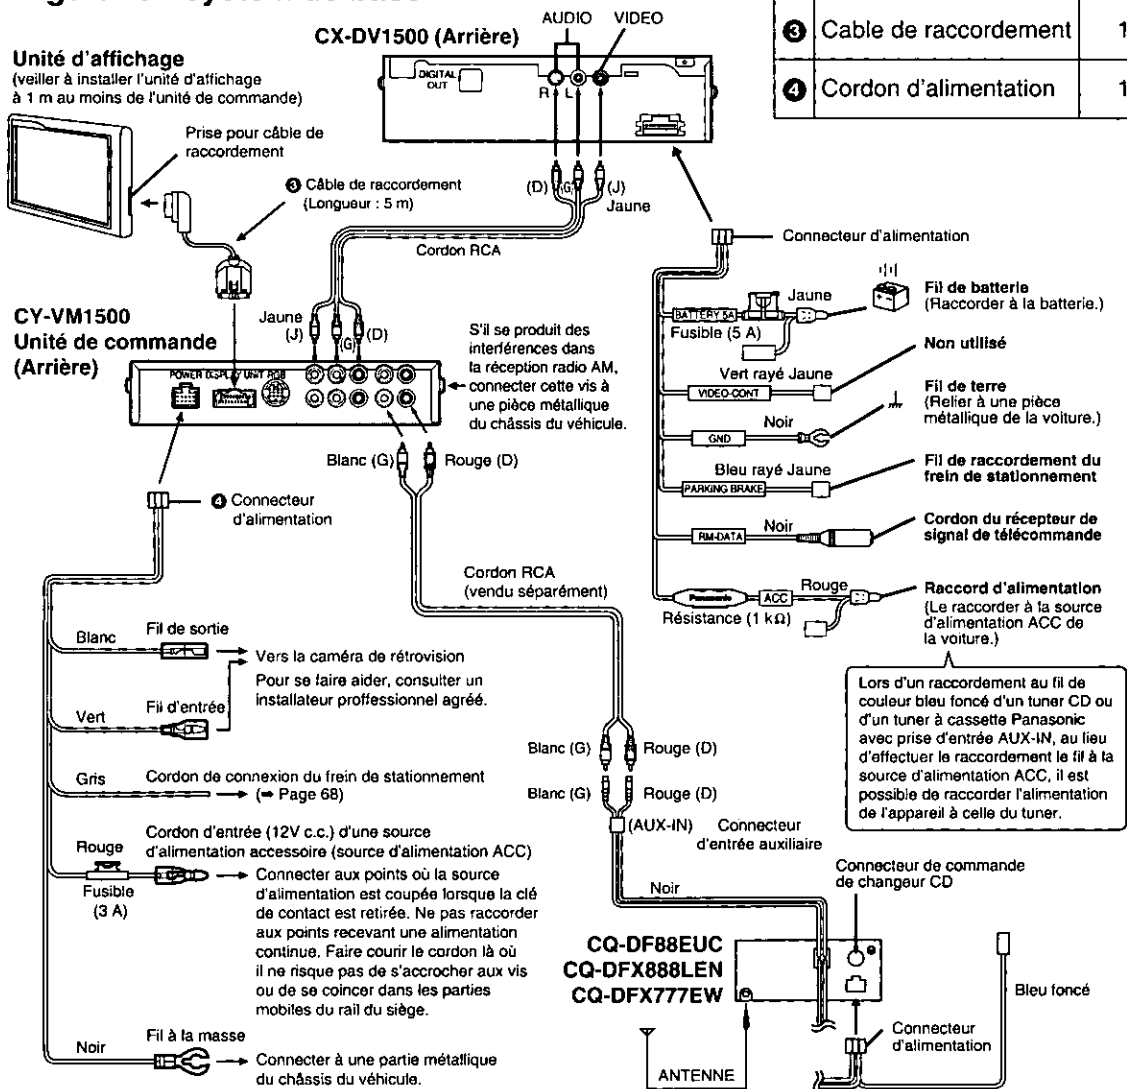 AUDIO VIDEO
CX-DV1500 (Arrière)
❸ Cable de raccordement 1
❹ Cordon d'alimentation 1
Unité d'affichage
(veiller à installer l'unité d'affichage
à 1 m au moins de l'unité de commande)
DIGITAL
OUT
R L
Prise pour câble de
raccordement
❸ Câble de raccordement
(Longueur : 5 m)
(D) (G) (J)
Jaune
Cordon RCA
Connecteur d'alimentation
CY-VM1500
Unité de commande
(Arrière)
Jaune
(J) (G) (D)
POWER DISPLAY UNIT RGB
S'il se produit des
interférences dans
la réception radio AM,
connecter cette vis à
une pièce métallique
du châssis du véhicule.
Blanc (G) Rouge (D)
BATTERY 5A
Jaune
Fusible (5 A)
Fil de batterie
(Raccorder à la batterie.)
Vert rayé Jaune
VIDEO-CONT
Non utilisé
Noir
GND
Fil de terre
(Relier à une pièce
métallique de la voiture.)
Bleu rayé Jaune
PARKING BRAKE
Fil de raccordement du
frein de stationnement
RM-DATA
Noir
Cordon du récepteur de
signal de télécommande
Panasonic
ACC
Rouge
Résistance (1 kΩ)
Raccord d'alimentation
(Le raccorder à la source
d'alimentation ACC de
la voiture.)
Lors d'un raccordement au fil de
couleur bleu foncé d'un tuner CD ou
d'un tuner à cassette Panasonic
avec prise d'entrée AUX-IN, au lieu
d'effectuer le raccordement le fil à la
source d'alimentation ACC, il est
possible de raccorder l'alimentation
de l'appareil à celle du tuner.
❹ Connecteur
d'alimentation
Cordon RCA
(vendu séparément)
Blanc
Fil de sortie
Vers la caméra de rétrovision
Pour se faire aider, consulter un
installateur proffessionnel agréé.
Vert
Fil d'entrée
Gris
Cordon de connexion du frein de stationnement
(➡ Page 68)
Rouge
Fusible
(3 A)
Cordon d'entrée (12V c.c.) d'une source
d'alimentation accessoire (source d'alimentation ACC)
Connecter aux points où la source
d'alimentation est coupée lorsque la clé
de contact est retirée. Ne pas raccorder
aux points recevant une alimentation
continue. Faire courir le cordon là où
il ne risque pas de s'accrocher aux vis
ou de se coincer dans les parties
mobiles du rail du siège.
Noir
Fil à la masse
Connecter à une partie métallique
du châssis du véhicule.
Blanc (G) Rouge (D)
Blanc (G) Rouge (D)
(AUX-IN) Connecteur
d'entrée auxiliaire
Noir
Connecteur de commande
de changeur CD
CQ-DF88EUC
CQ-DFX888LEN
CQ-DFX777EW
Bleu foncé
Connecteur
d'alimentation
ANTENNE